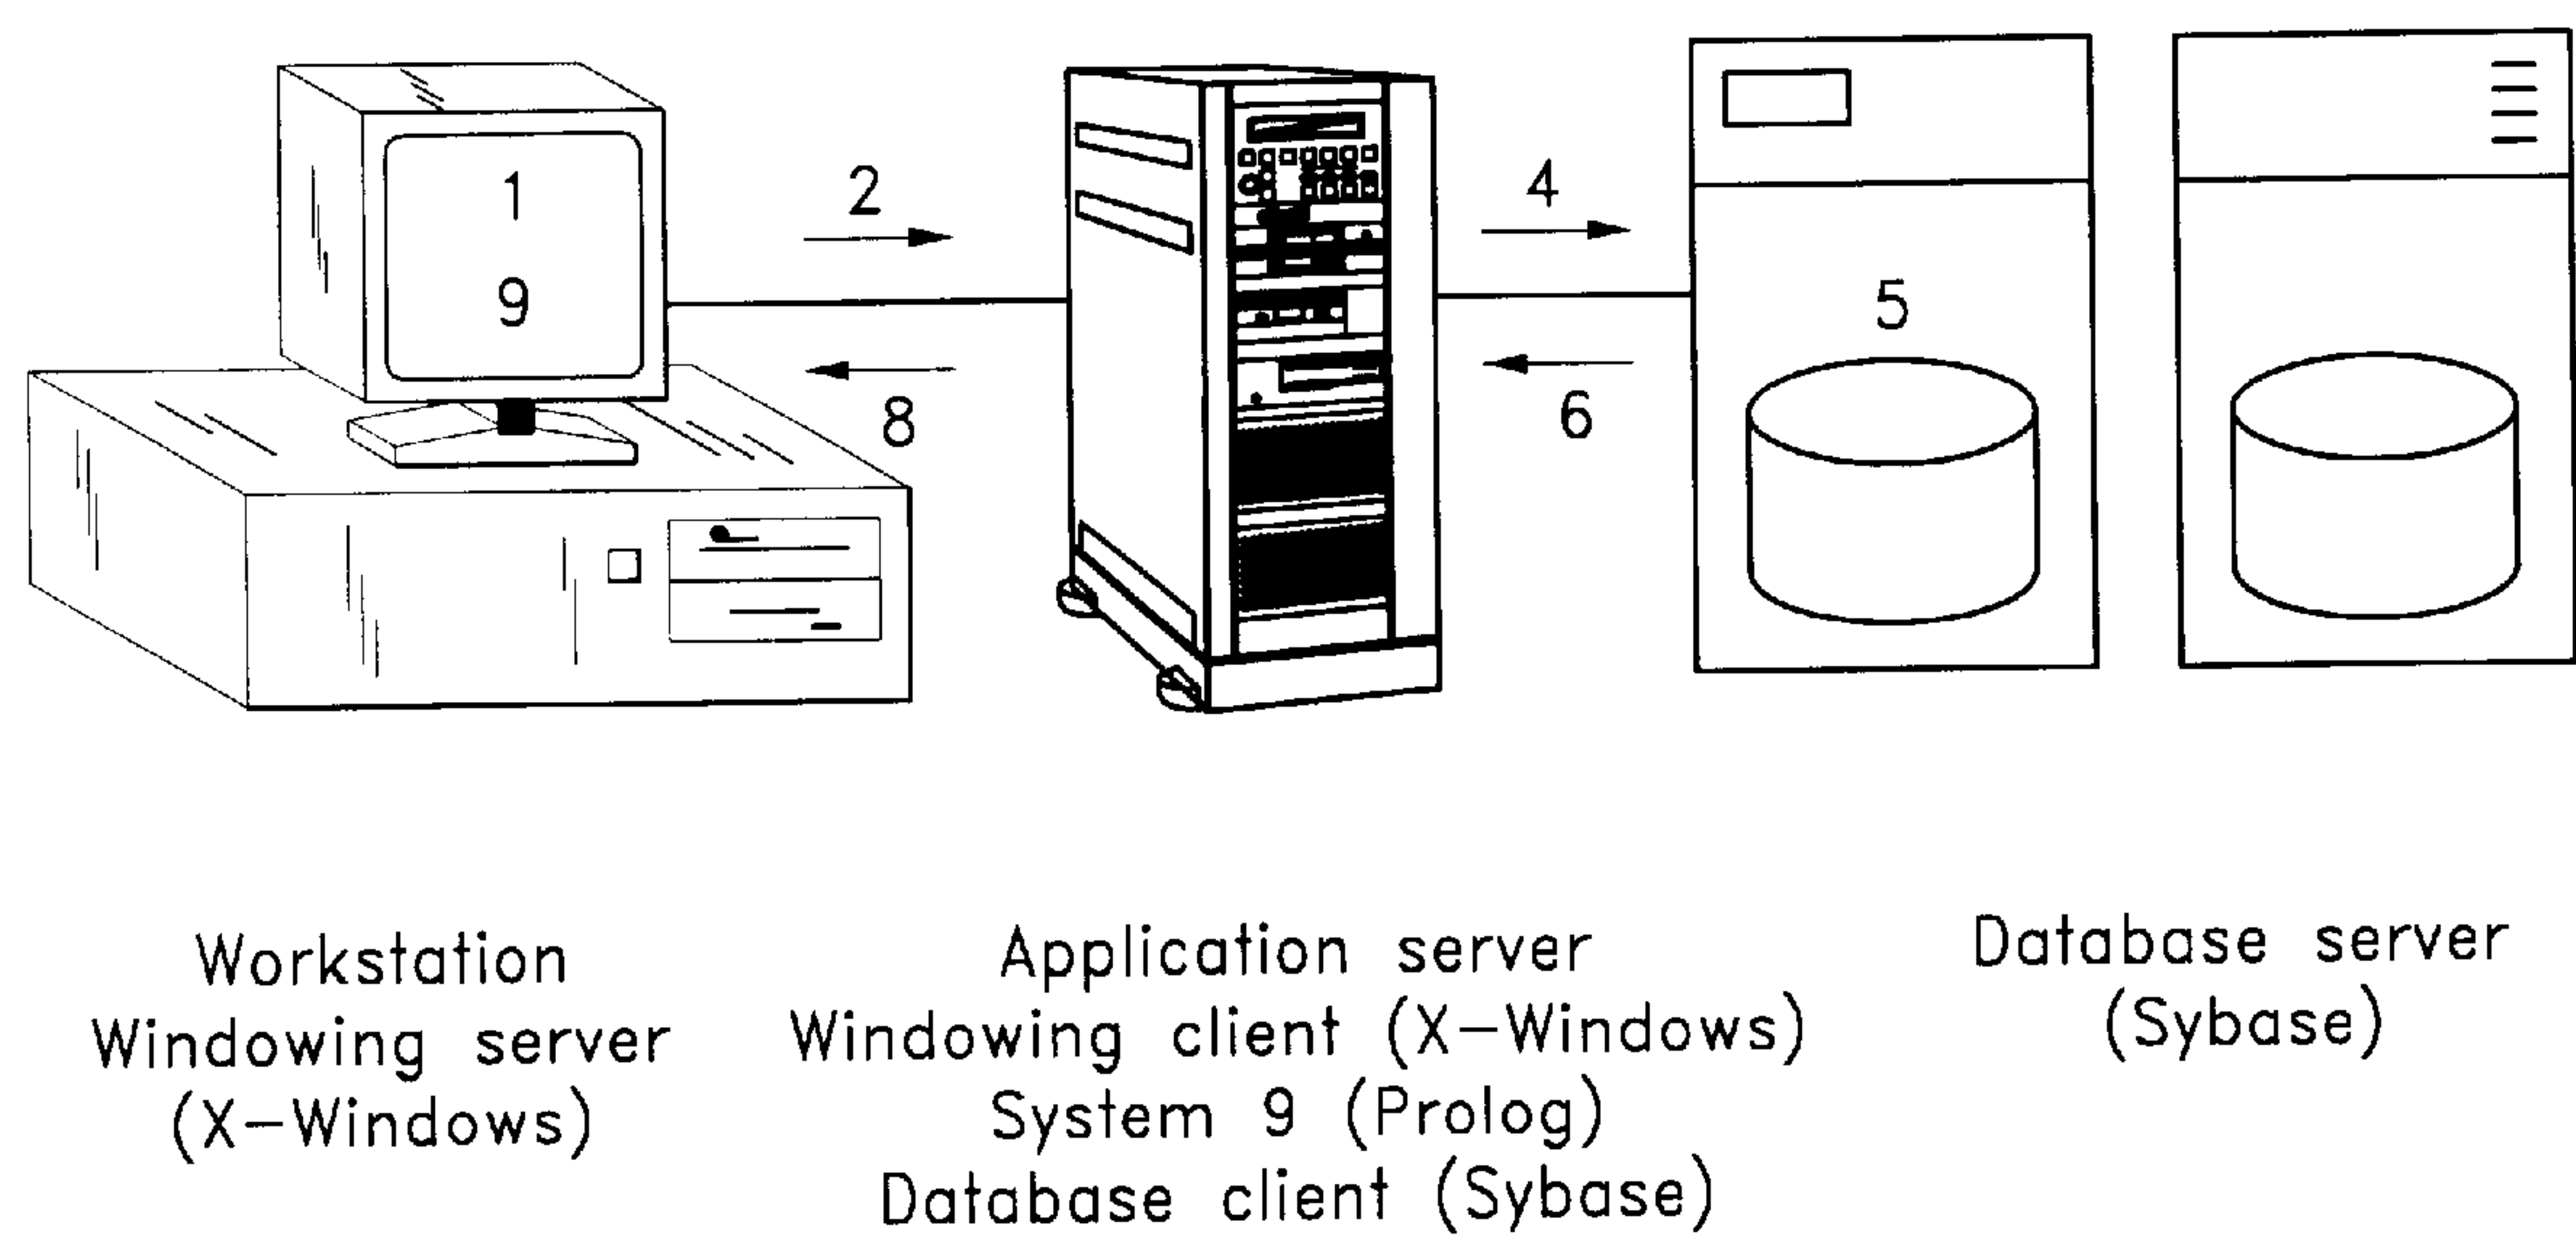 1
9
2
8
4
6
5
Workstation
Windowing server
(X-Windows)
Application server
Windowing client (X-Windows)
System 9 (Prolog)
Database client (Sybase)
Database server
(Sybase)